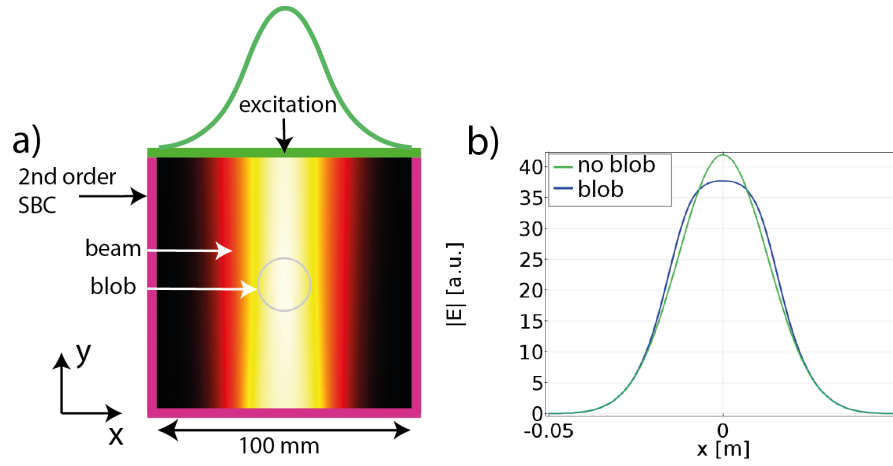 a)
excitation
2nd order
SBC
beam
blob
y
x
100 mm
b)
no blob
blob
|E| [a.u.]
40
35
30
25
20
15
10
5
0
-0.05
0
x [m]